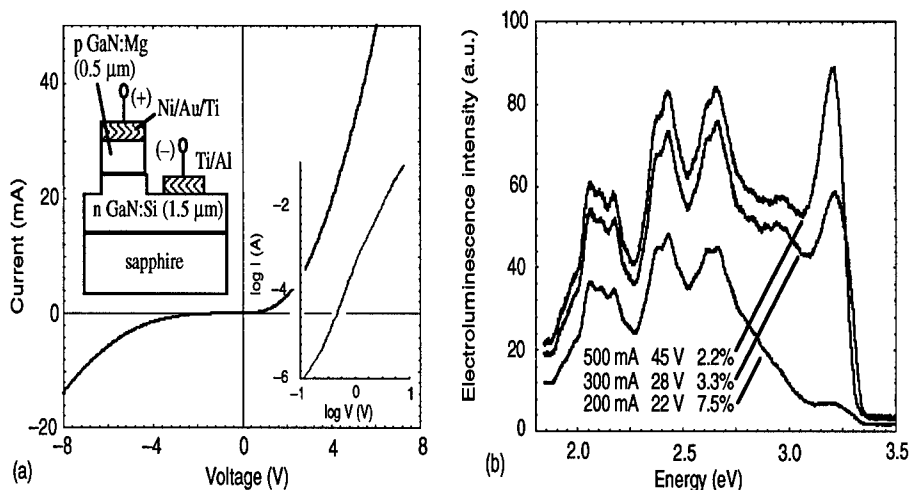 p GaN:Mg
(0.5 μm)
(+)
Ni/Au/Ti
(–)
Ti/Al
n GaN:Si (1.5 μm)
sapphire
Current (mA)
40
20
0
–20
–8
–4
0
4
8
Voltage (V)
(a)
log I (A)
–2
–4
–6
–1
0
1
log V (V)
Electroluminescence intensity (a.u.)
100
80
60
40
20
0
500 mA 45 V 2.2%
300 mA 28 V 3.3%
200 mA 22 V 7.5%
2.0
2.5
3.0
3.5
Energy (eV)
(b)